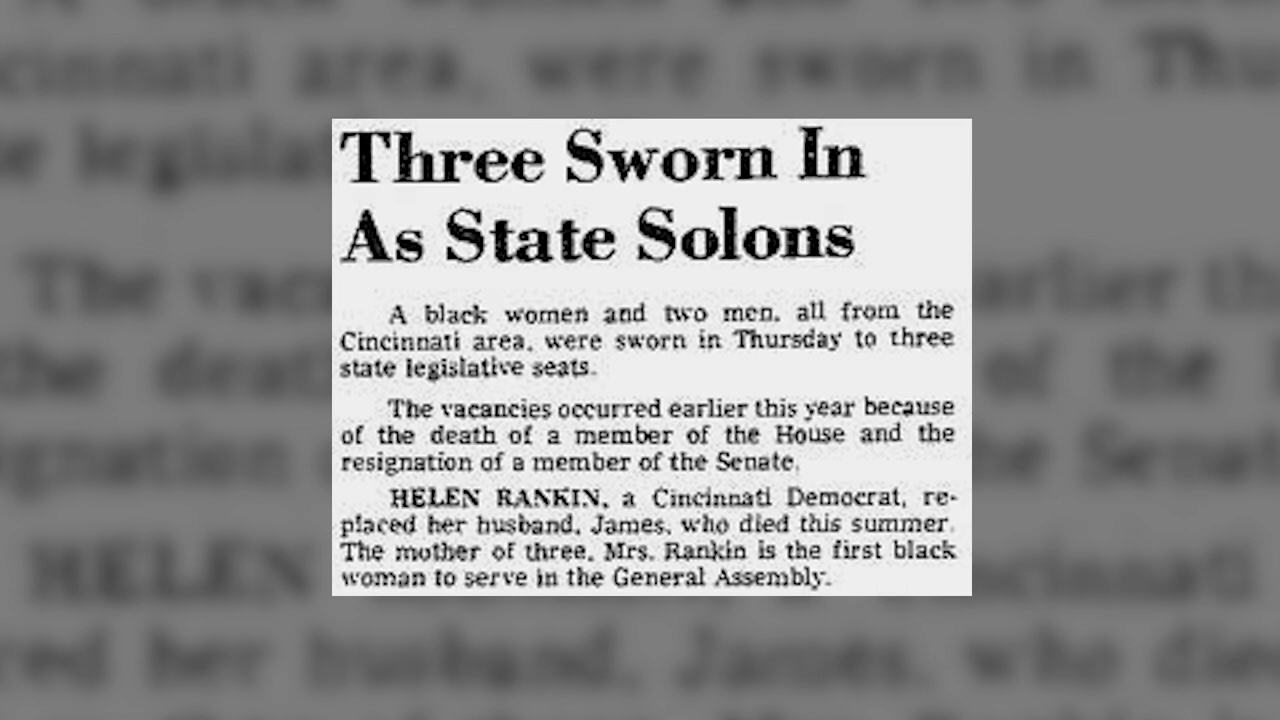 Three Sworn In
As State Solons
A black women and two men, all from the
Cincinnati area, were sworn in Thursday to three
state legislative seats.
The vacancies occurred earlier this year because
of the death of a member of the House and the
resignation of a member of the Senate.
HELEN RANKIN, a Cincinnati Democrat, re-
placed her husband, James, who died this summer.
The mother of three, Mrs. Rankin is the first black
woman to serve in the General Assembly.